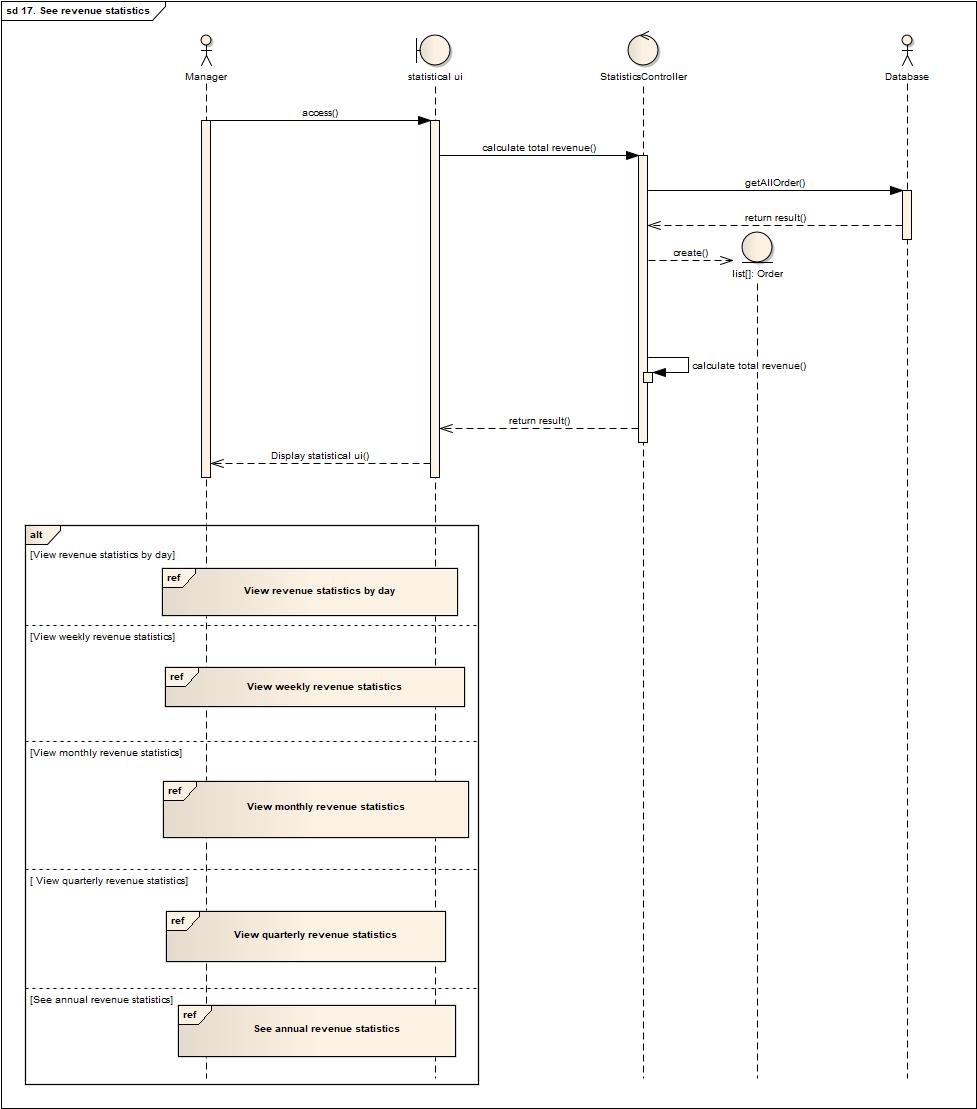 sd 17. See revenue statistics
Manager
statistical ui
StatisticsController
Database
access()
calculate total revenue()
getAllOrder()
return result()
create()
list[]: Order
calculate total revenue()
return result()
Display statistical ui()
alt
[View revenue statistics by day]
ref
View revenue statistics by day
[View weekly revenue statistics]
ref
View weekly revenue statistics
[View monthly revenue statistics]
ref
View monthly revenue statistics
[ View quarterly revenue statistics]
ref
View quarterly revenue statistics
[See annual revenue statistics]
ref
See annual revenue statistics